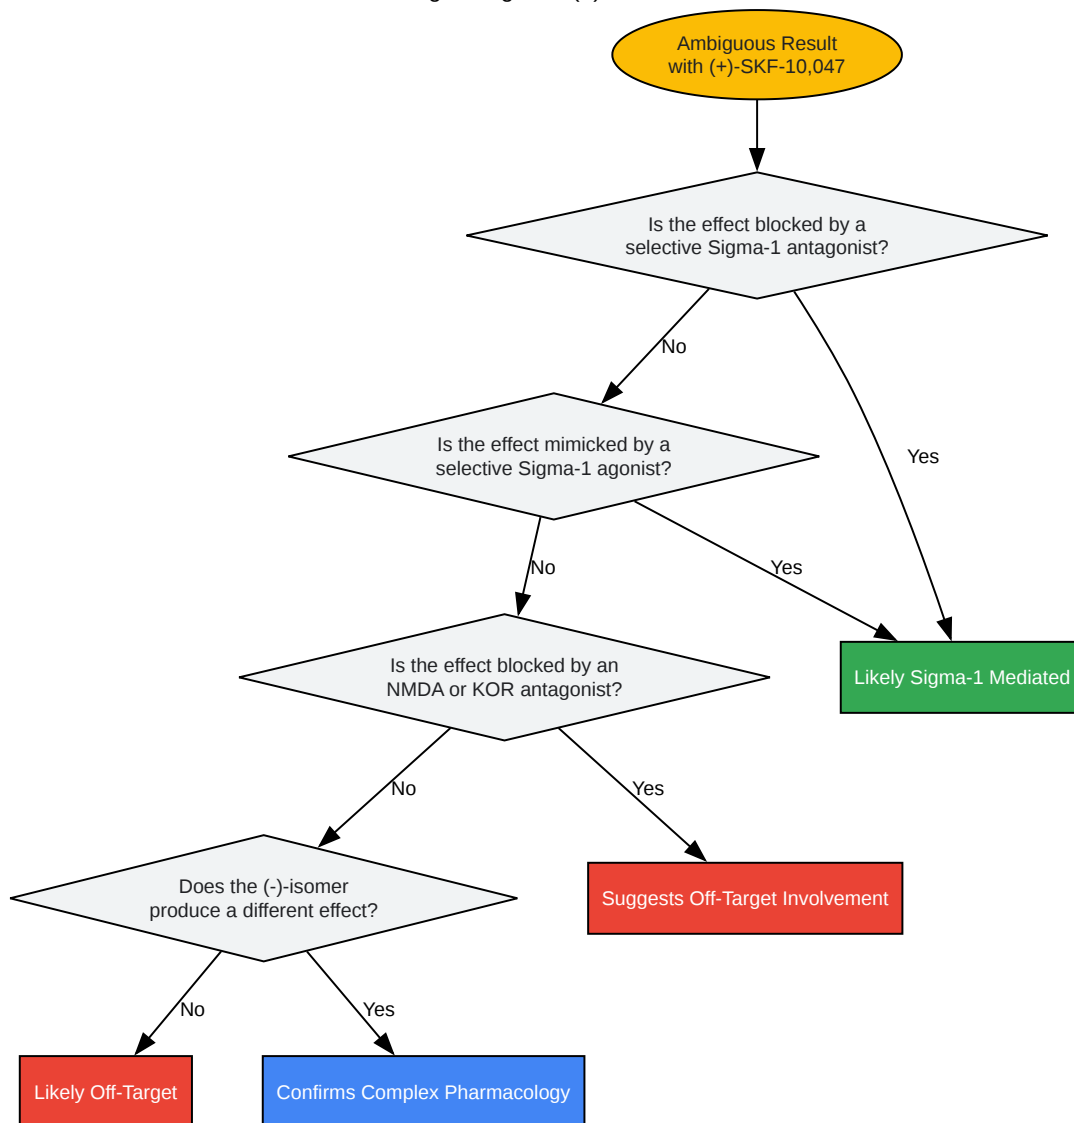 Ambiguous Result
with (+)-SKF-10,047
Is the effect blocked by a
selective Sigma-1 antagonist?
No
Yes
Is the effect mimicked by a
selective Sigma-1 agonist?
No
Yes
Likely Sigma-1 Mediated
Is the effect blocked by an
NMDA or KOR antagonist?
No
Yes
Does the (-)-isomer
produce a different effect?
Suggests Off-Target Involvement
No
Yes
Likely Off-Target
Confirms Complex Pharmacology